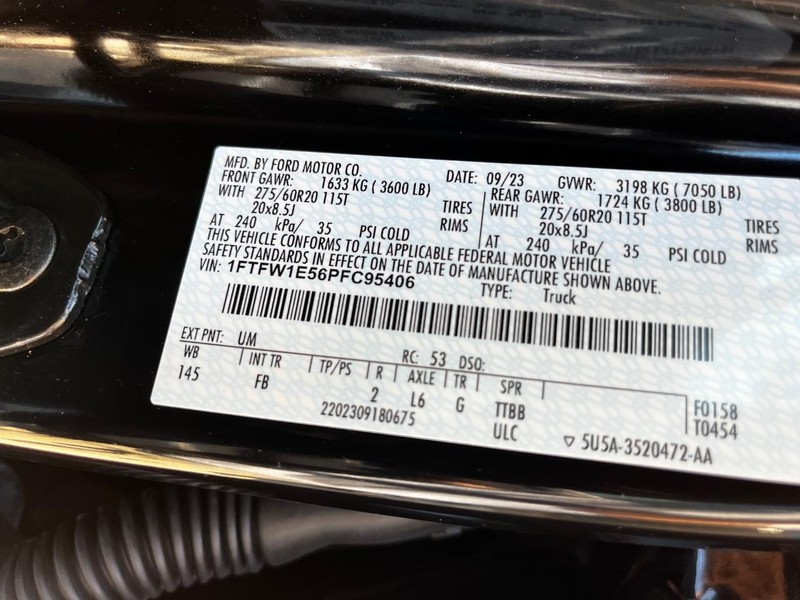 MFD. BY FORD MOTOR CO. DATE: 09/23 GVWR: 3198 KG ( 7050 LB)
FRONT GAWR: 1633 KG ( 3600 LB) REAR GAWR: 1724 KG ( 3800 LB)
WITH 275/60R20 115T TIRES WITH 275/60R20 115T TIRES
20x8.5J RIMS 20x8.5J RIMS
AT 240 kPa/ 35 PSI COLD AT 240 kPa/ 35 PSI COLD
THIS VEHICLE CONFORMS TO ALL APPLICABLE FEDERAL MOTOR VEHICLE
SAFETY STANDARDS IN EFFECT ON THE DATE OF MANUFACTURE SHOWN ABOVE.
VIN: 1FTFW1E56PFC95406 TYPE: Truck
EXT PNT: UM RC: 53 DSO:
WB INT TR TP/PS R AXLE TR SPR
145 FB 2 L6 G TTBB F0158
2202309180675 ULC T0454
5U5A-3520472-AA